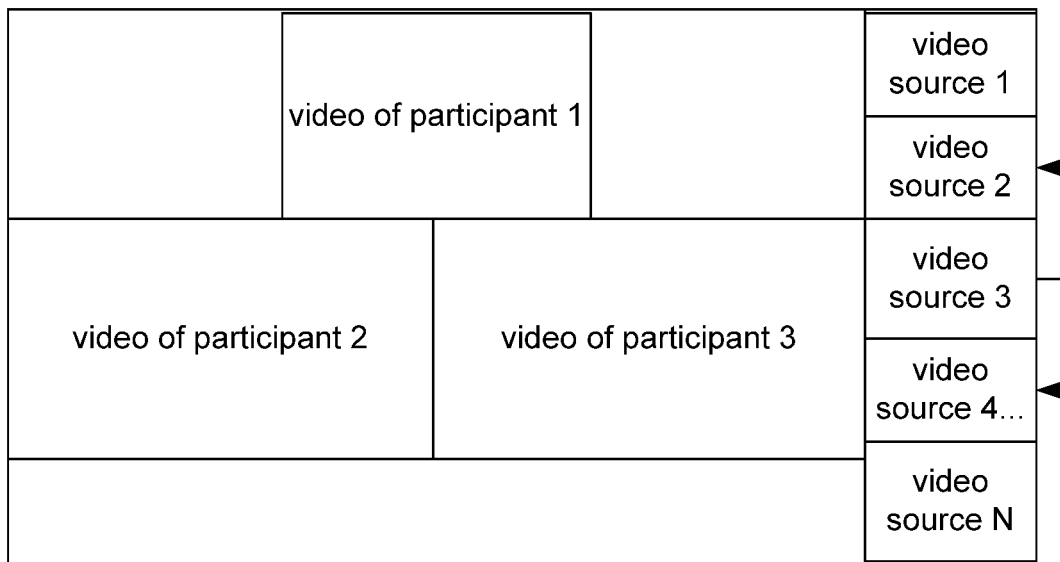 video of participant 1
video of participant 2
video of participant 3
video
source 1
video
source 2
video
source 3
video
source 4...
video
source N